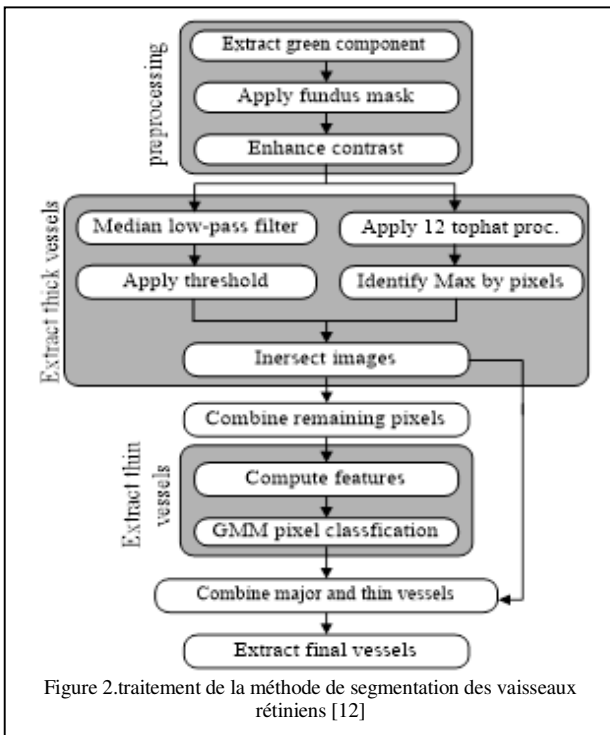 preprocessing
Extract green component
Apply fundus mask
Enhance contrast
Extract thick vessels
Median low-pass filter
Apply 12 tophat proc.
Apply threshold
Identify Max by pixels
Inersect images
Combine remaining pixels
Extract thin
vessels
Compute features
GMM pixel classfication
Combine major and thin vessels
Extract final vessels
Figure 2.traitement de la méthode de segmentation des vaisseaux
rétiniens [12]